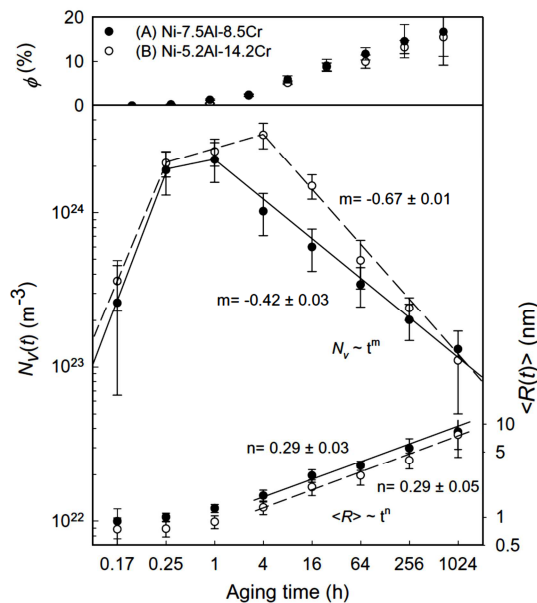 (A) Ni-7.5Al-8.5Cr
(B) Ni-5.2Al-14.2Cr
ϕ (%)
20
10
0
m= -0.67 ± 0.01
10^24
m= -0.42 ± 0.03
N_v(t) (m^-3)
N_v ~ t^m
10^23
<R(t)> (nm)
10
5
n= 0.29 ± 0.03
n= 0.29 ± 0.05
<R> ~ t^n
10^22
1
0.5
0.17 0.25 1 4 16 64 256 1024
Aging time (h)